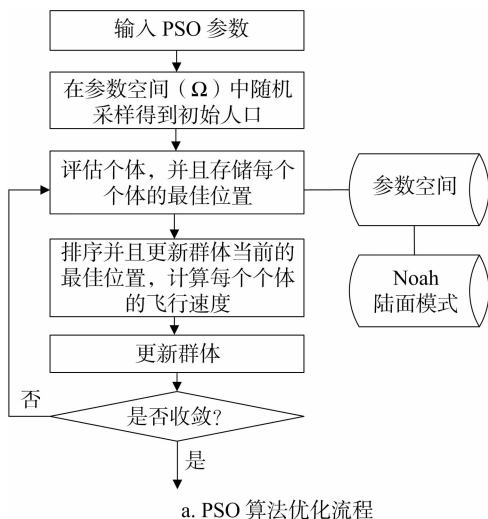 输入 PSO 参数
在参数空间（Ω）中随机
采样得到初始人口
评估个体，并且存储每个
个体的最佳位置
参数空间
排序并且更新群体当前的
最佳位置，计算每个个体
的飞行速度
Noah
陆面模式
更新群体
否
是否收敛？
是
a. PSO 算法优化流程